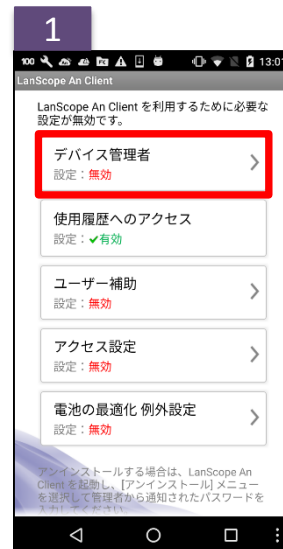 1
100 13:01
LanScope An Client
LanScope An Client を利用するために必要な
設定が無効です。
デバイス管理者
設定：無効
使用履歴へのアクセス
設定：✔有効
ユーザー補助
設定：無効
アクセス設定
設定：無効
電池の最適化 例外設定
設定：無効
アンインストールする場合は、LanScope An
Client を起動し、[アンインストール] メニュー
を選択して管理者から通知されたパスワードを
入力してください。